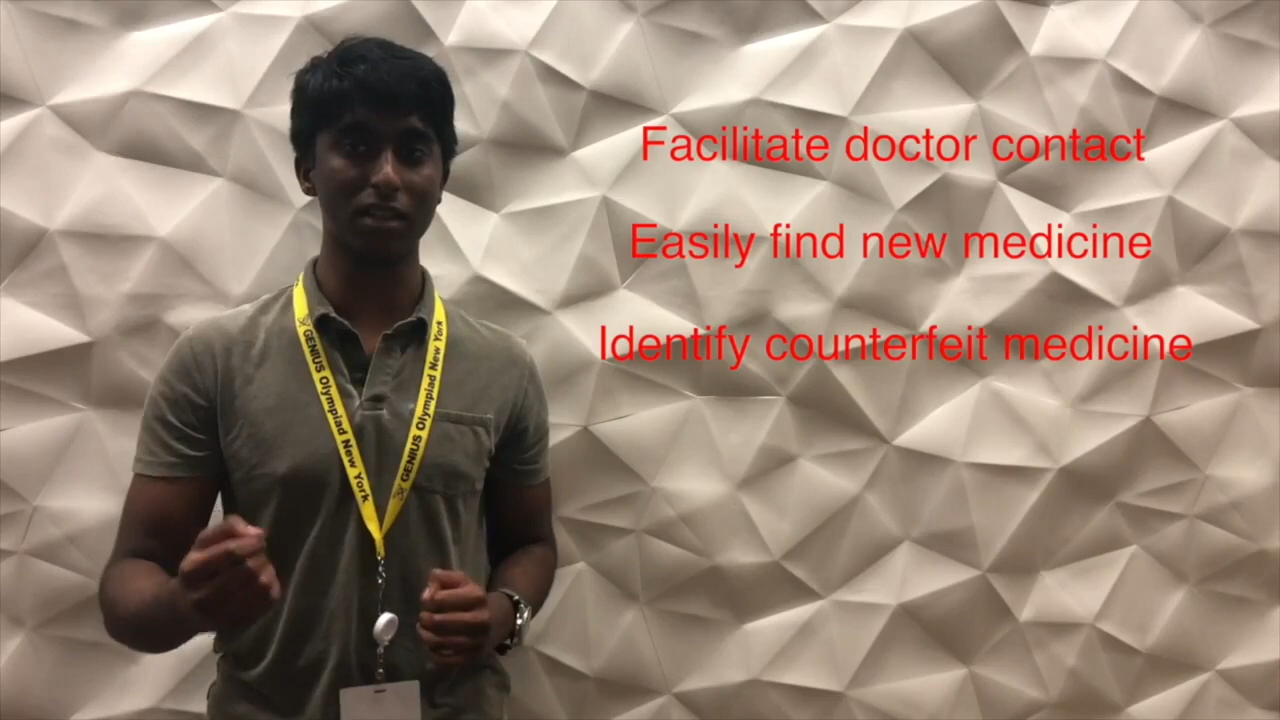 Facilitate doctor contact
Easily find new medicine
Identify counterfeit medicine
GENIUS Olympiad New York
GENIUS Olympiad New York